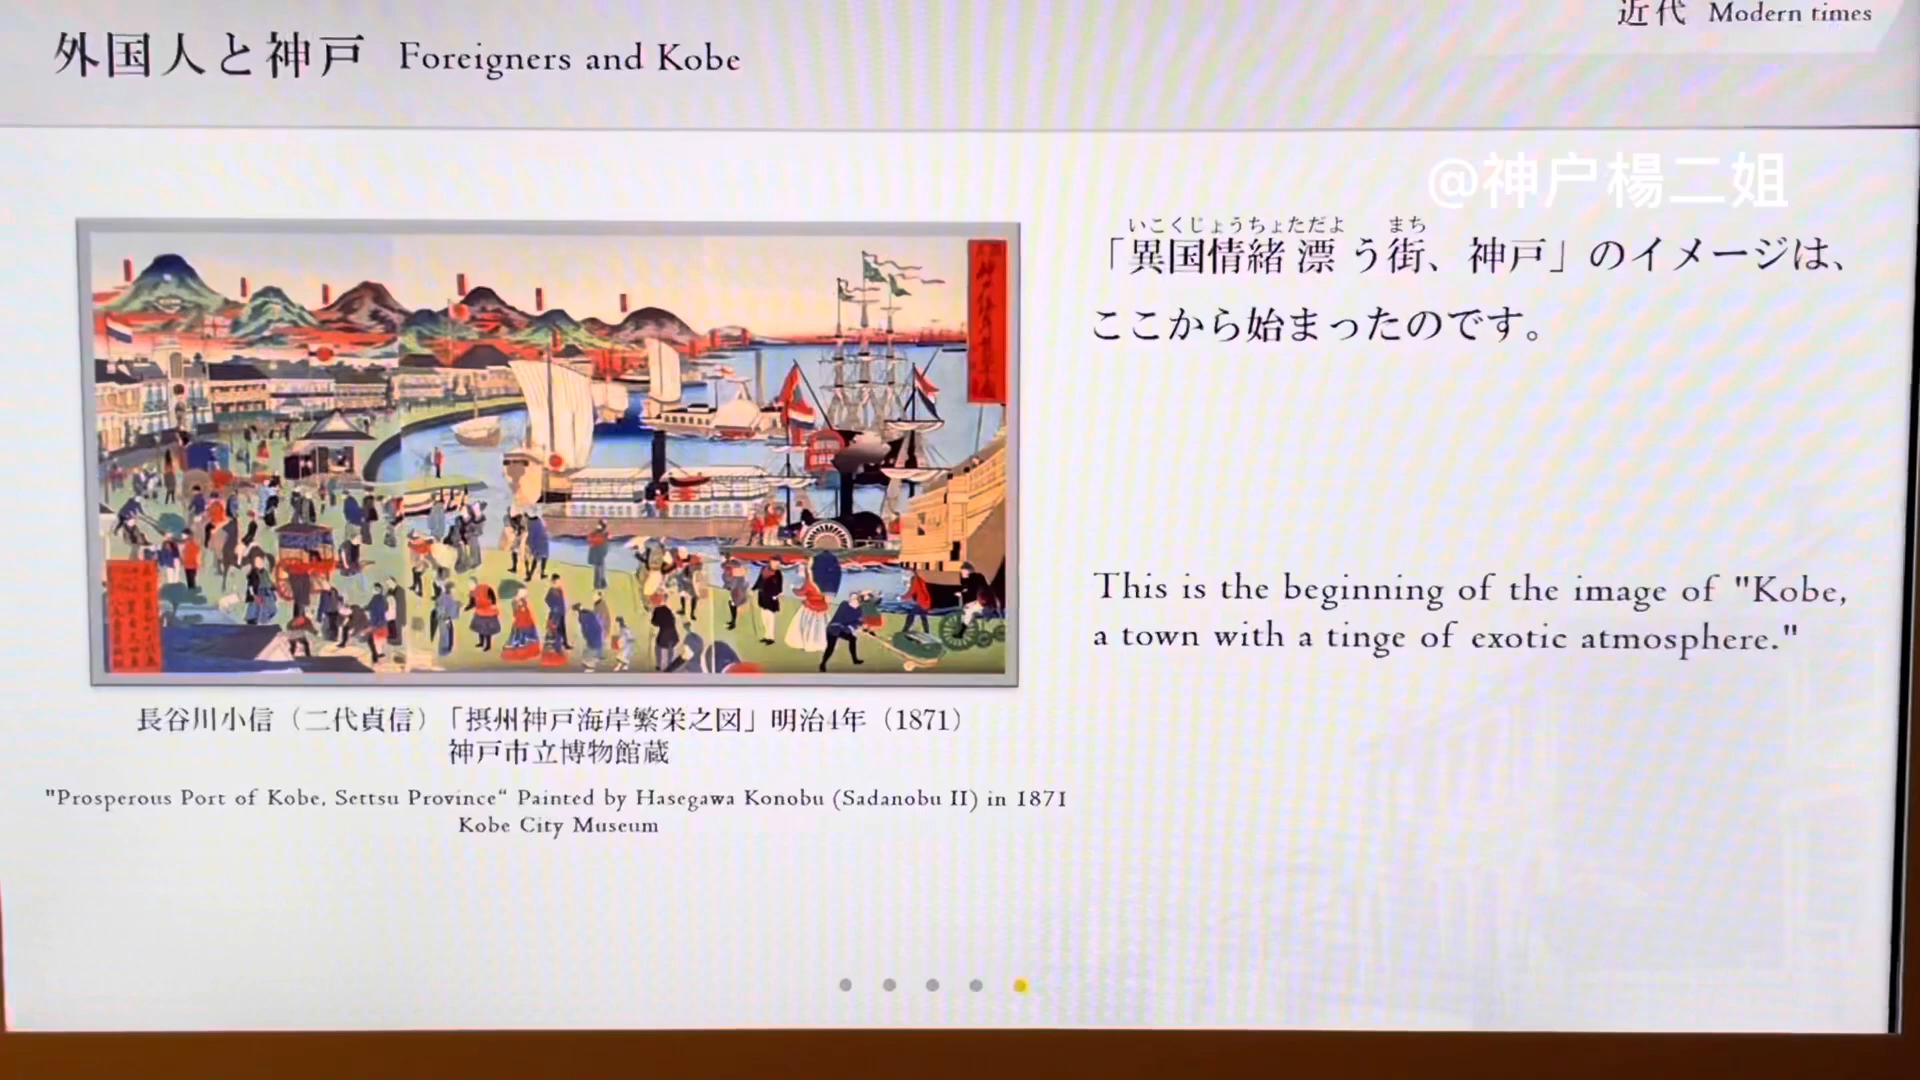 近代 Modern times
外国人と神戸 Foreigners and Kobe
@神户楊二姐
いこくじょうちょただよ まち
「異国情緒 漂 う街、神戸」のイメージは、
ここから始まったのです。
This is the beginning of the image of "Kobe,
a town with a tinge of exotic atmosphere."
長谷川小信（二代貞信）「摂州神戸海岸繁栄之図」明治4年（1871）
神戸市立博物館蔵
"Prosperous Port of Kobe, Settsu Province“ Painted by Hasegawa Konobu (Sadanobu II) in 1871
Kobe City Museum